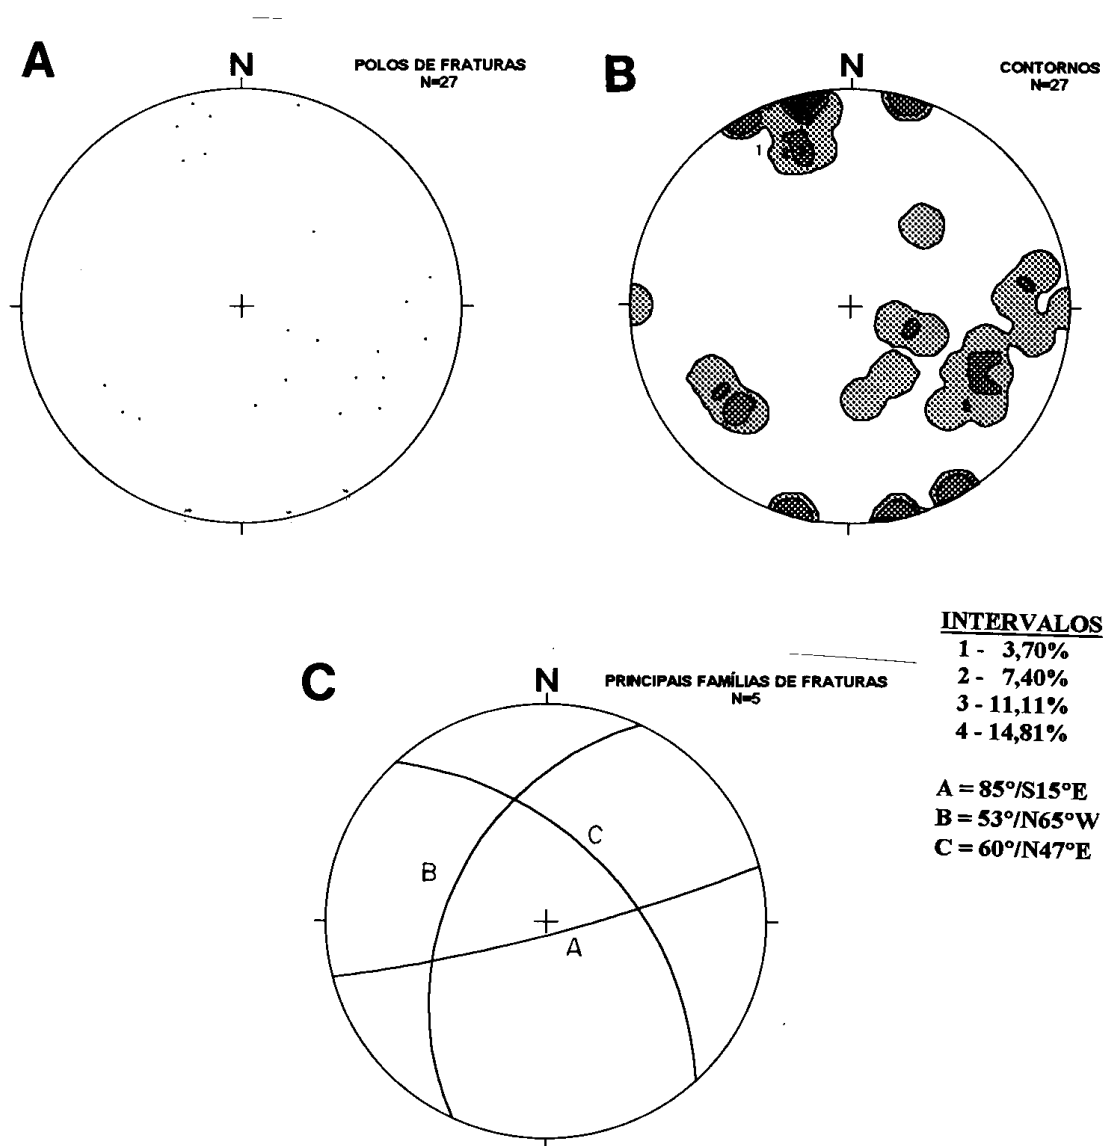 A
N
POLOS DE FRATURAS
N=27
B
N
CONTORNOS
N=27
1
C
N
PRINCIPAIS FAMÍLIAS DE FRATURAS
N=5
C
B
A
INTERVALOS
1 - 3,70%
2 - 7,40%
3 - 11,11%
4 - 14,81%
A = 85°/S15°E
B = 53°/N65°W
C = 60°/N47°E